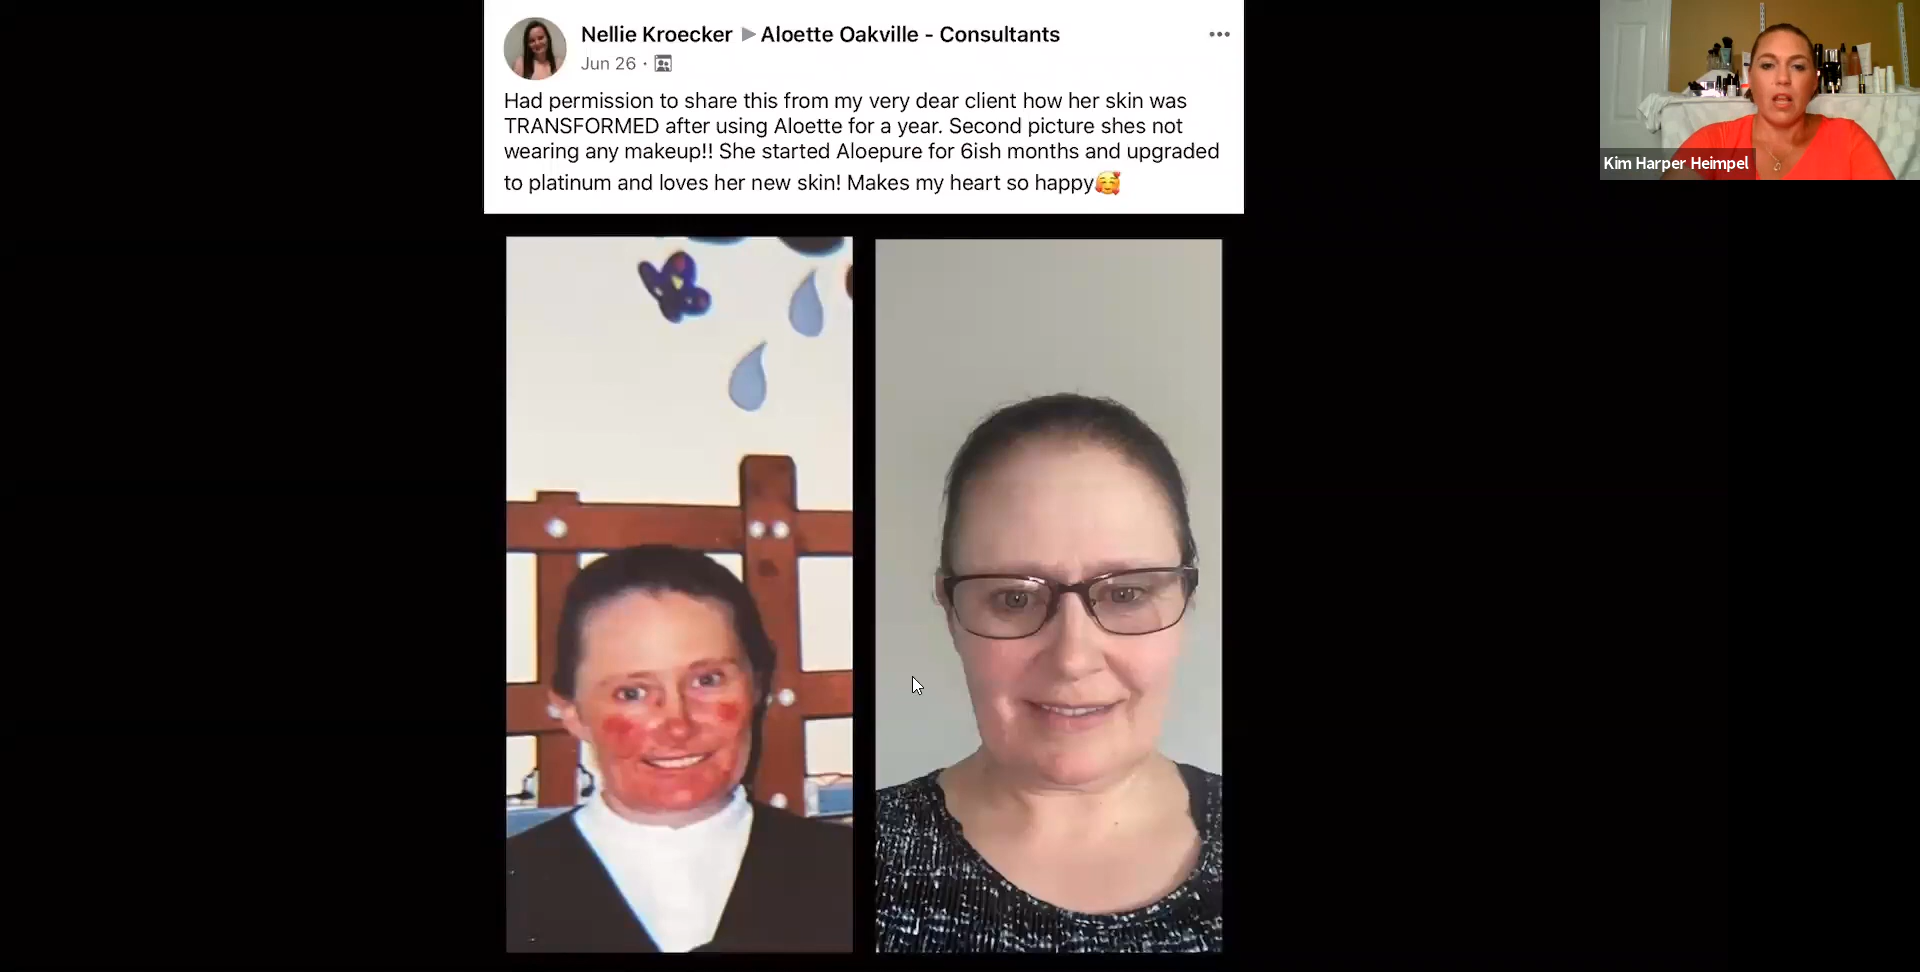 Nellie Kroecker ▶ Aloette Oakville - Consultants
Jun 26 ·
Had permission to share this from my very dear client how her skin was
TRANSFORMED after using Aloette for a year. Second picture shes not
wearing any makeup!! She started Aloepure for 6ish months and upgraded
to platinum and loves her new skin! Makes my heart so happy🥰
Kim Harper Heimpel